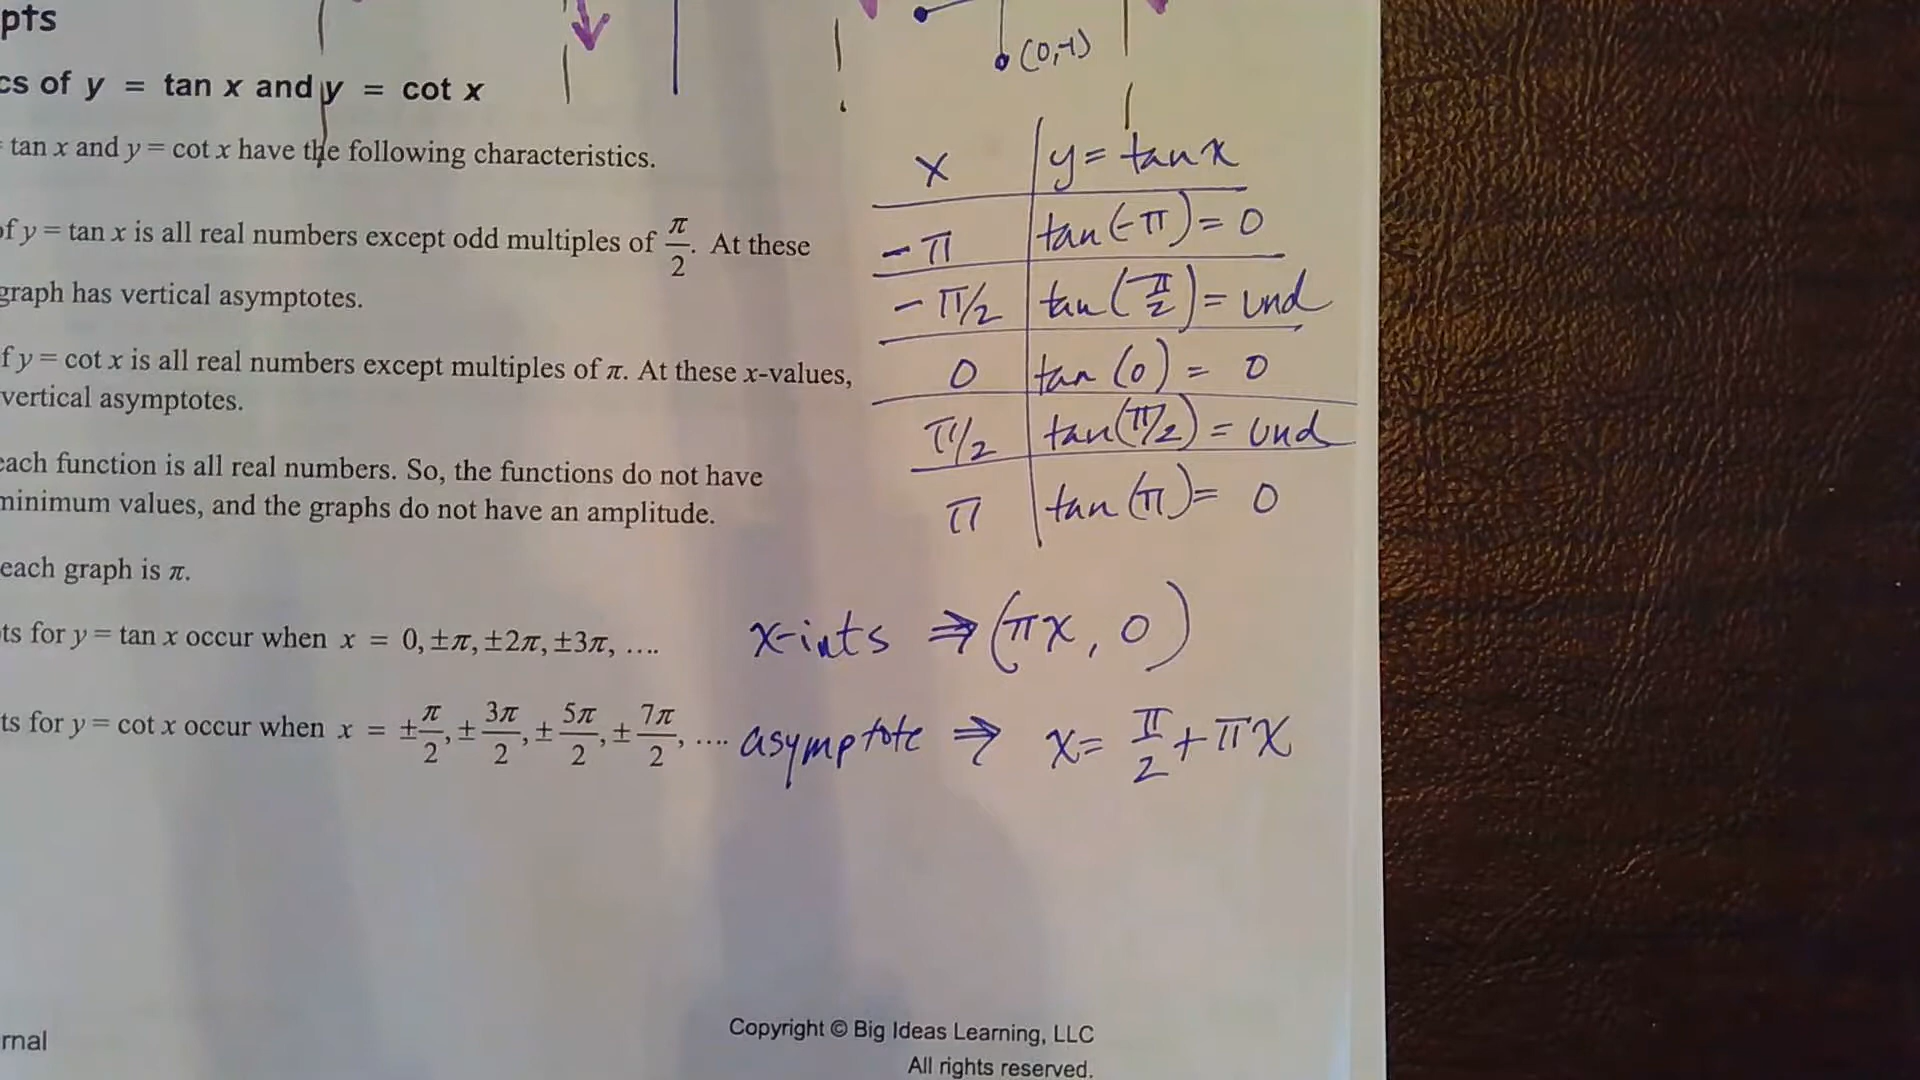 pts
(0,-1)
cs of y = tan x and y = cot x
tan x and y = cot x have the following characteristics.
x | y = tan x
-π | tan(-π) = 0
of y = tan x is all real numbers except odd multiples of π/2. At these
graph has vertical asymptotes.
-π/2 | tan(-π/2) = und
f y = cot x is all real numbers except multiples of π. At these x-values,
vertical asymptotes.
0 | tan (0) = 0
π/2 | tan(π/2) = und
each function is all real numbers. So, the functions do not have
minimum values, and the graphs do not have an amplitude.
π | tan (π) = 0
each graph is π.
ts for y = tan x occur when x = 0, ±π, ±2π, ±3π, ….
x-ints ⇒ (πx, 0)
ts for y = cot x occur when x = ±π/2, ±3π/2, ±5π/2, ±7π/2, ….
asymptote ⇒ x = π/2 + πx
rnal
Copyright © Big Ideas Learning, LLC
All rights reserved.